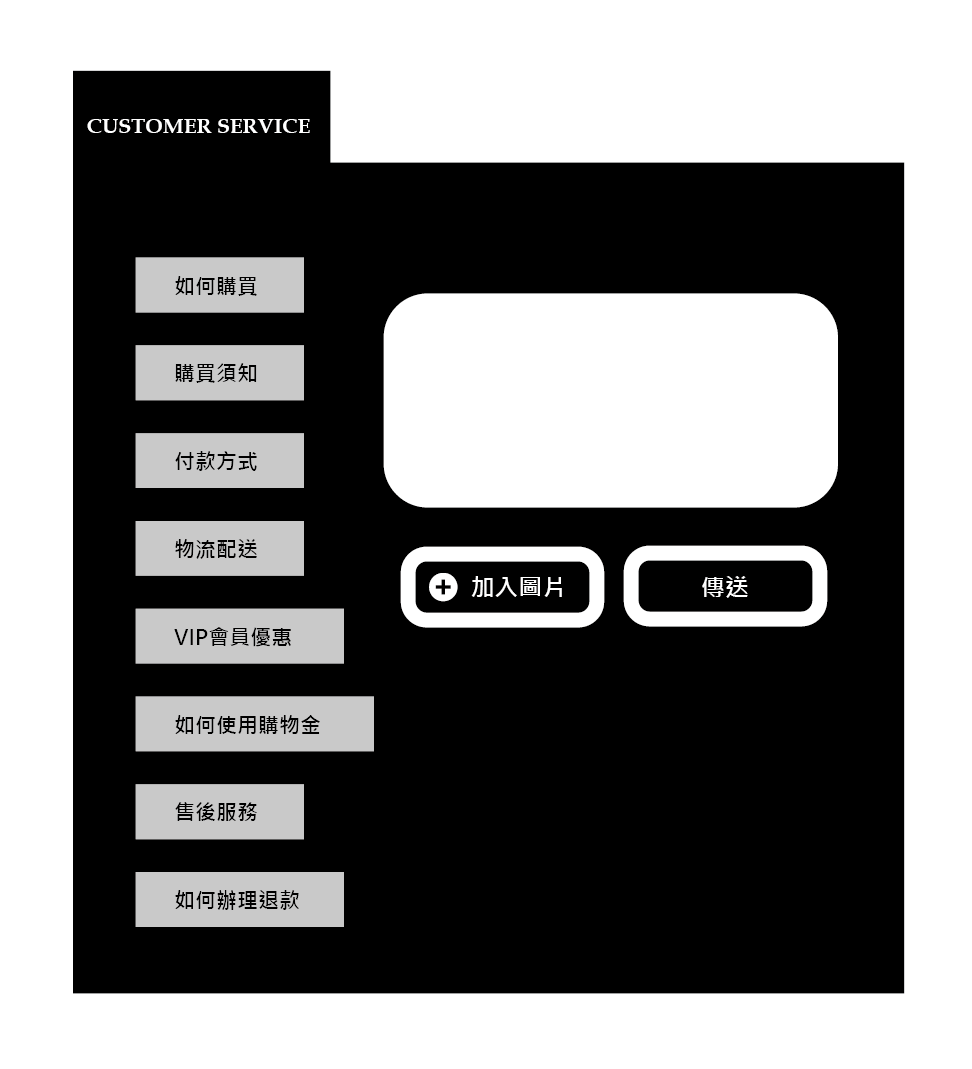 CUSTOMER SERVICE
如何購買
購買須知
付款方式
物流配送
VIP會員優惠
如何使用購物金
售後服務
如何辦理退款
加入圖片
傳送